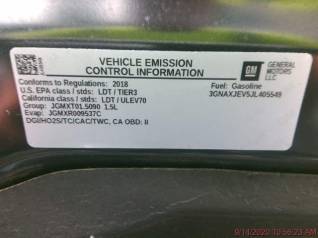 VEHICLE EMISSION
CONTROL INFORMATION
GM
GENERAL
MOTORS
LLC
Conforms to Regulations: 2018
U.S. EPA class / stds: LDT / TIER3
California class / stds: LDT / ULEV70
Group: JGMXT01.5090 1.5L
Evap: JGMXR009537C
DGI/HO2S/TC/CAC/TWC, CA OBD: II
Fuel: Gasoline
3GNAXJEV5JL405549
9/14/2020 10:56:23 AM